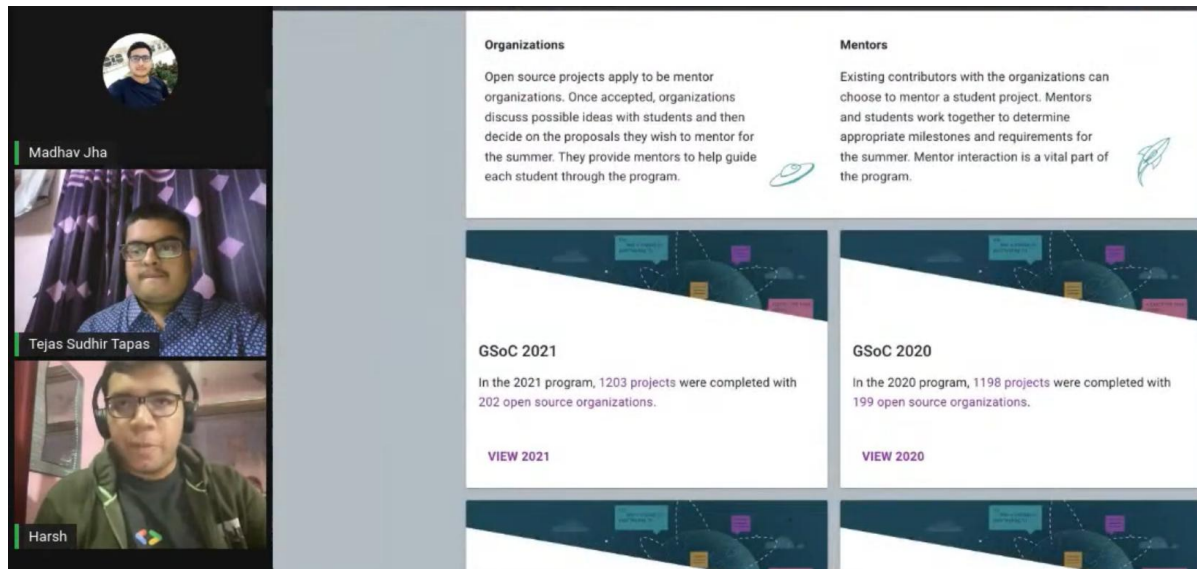 Madhav Jha
Tejas Sudhir Tapas
Harsh
Organizations
Open source projects apply to be mentor
organizations. Once accepted, organizations
discuss possible ideas with students and then
decide on the proposals they wish to mentor for
the summer. They provide mentors to help guide
each student through the program.
Mentors
Existing contributors with the organizations can
choose to mentor a student project. Mentors
and students work together to determine
appropriate milestones and requirements for
the summer. Mentor interaction is a vital part of
the program.
GSoC 2021
In the 2021 program, 1203 projects were completed with
202 open source organizations.
VIEW 2021
GSoC 2020
In the 2020 program, 1198 projects were completed with
199 open source organizations.
VIEW 2020